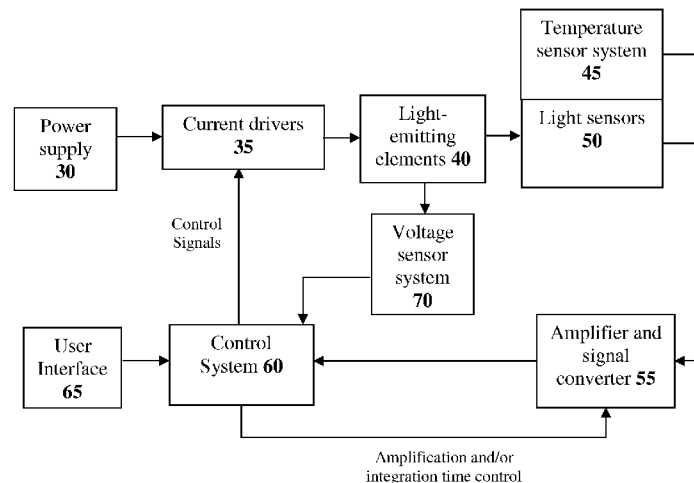 Temperature
sensor system
45
Light sensors
50
Light-
emitting
elements 40
Current drivers
35
Power
supply 30
Control
Signals
Voltage
sensor
system
70
User
Interface
65
Control
System 60
Amplifier and
signal
converter 55
Amplification and/or
integration time control